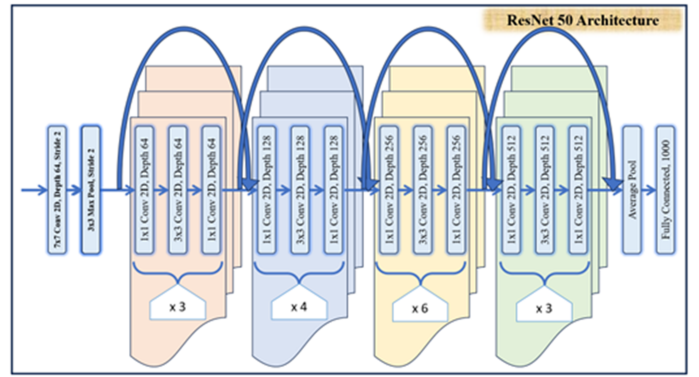 ResNet 50 Architecture
7x7 Conv 2D, Depth 64, Stride 2
3x3 Max Pool, Stride 2
1x1 Conv 2D, Depth 64
3x3 Conv 2D, Depth 64
1x1 Conv 2D, Depth 64
x 3
1x1 Conv 2D, Depth 128
3x3 Conv 2D, Depth 128
1x1 Conv 2D, Depth 128
x 4
1x1 Conv 2D, Depth 256
3x3 Conv 2D, Depth 256
1x1 Conv 2D, Depth 256
x 6
1x1 Conv 2D, Depth 512
3x3 Conv 2D, Depth 512
1x1 Conv 2D, Depth 512
x 3
Average Pool
Fully Connected, 1000